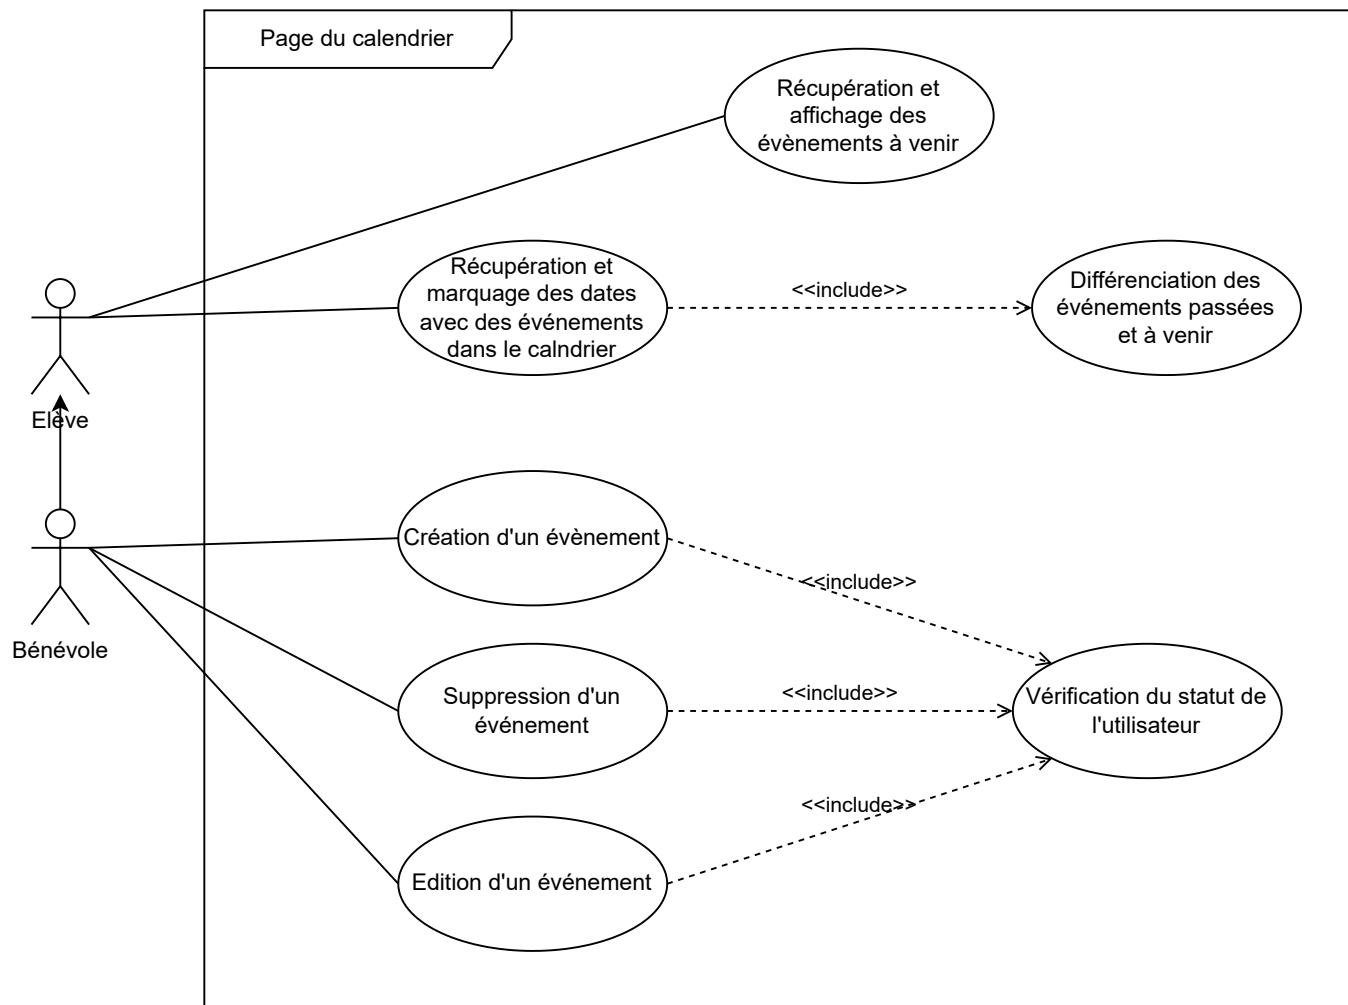 Page du calendrier
Récupération et
affichage des
évènements à venir
Récupération et
marquage des dates
avec des événements
dans le calndrier
<<include>>
Différenciation des
événements passées
et à venir
Elève
Création d'un évènement
<<include>>
Bénévole
Suppression d'un
événement
<<include>>
Vérification du statut de
l'utilisateur
<<include>>
Edition d'un événement